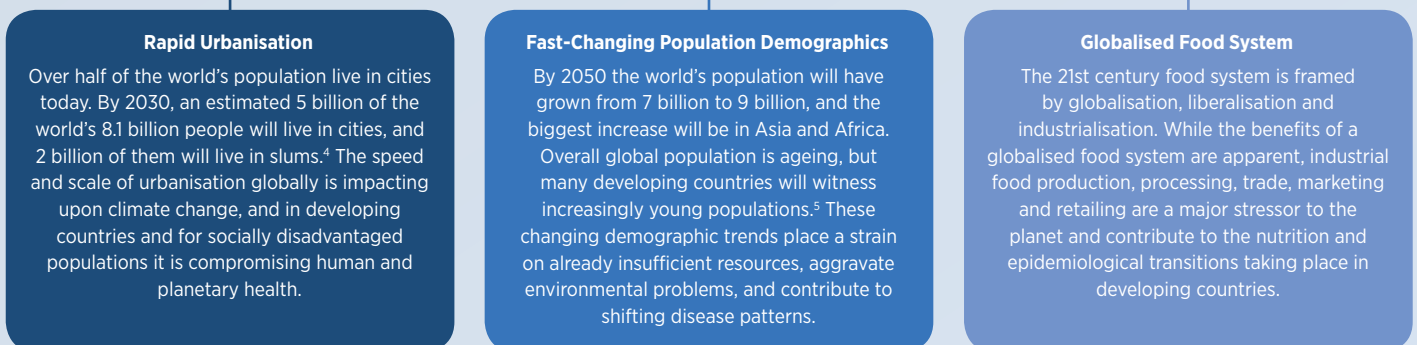 Rapid Urbanisation
Over half of the world's population live in cities
today. By 2030, an estimated 5 billion of the
world's 8.1 billion people will live in cities, and
2 billion of them will live in slums.⁴ The speed
and scale of urbanisation globally is impacting
upon climate change, and in developing
countries and for socially disadvantaged
populations it is compromising human and
planetary health.
Fast-Changing Population Demographics
By 2050 the world's population will have
grown from 7 billion to 9 billion, and the
biggest increase will be in Asia and Africa.
Overall global population is ageing, but
many developing countries will witness
increasingly young populations.⁵ These
changing demographic trends place a strain
on already insufficient resources, aggravate
environmental problems, and contribute to
shifting disease patterns.
Globalised Food System
The 21st century food system is framed
by globalisation, liberalisation and
industrialisation. While the benefits of a
globalised food system are apparent, industrial
food production, processing, trade, marketing
and retailing are a major stressor to the
planet and contribute to the nutrition and
epidemiological transitions taking place in
developing countries.